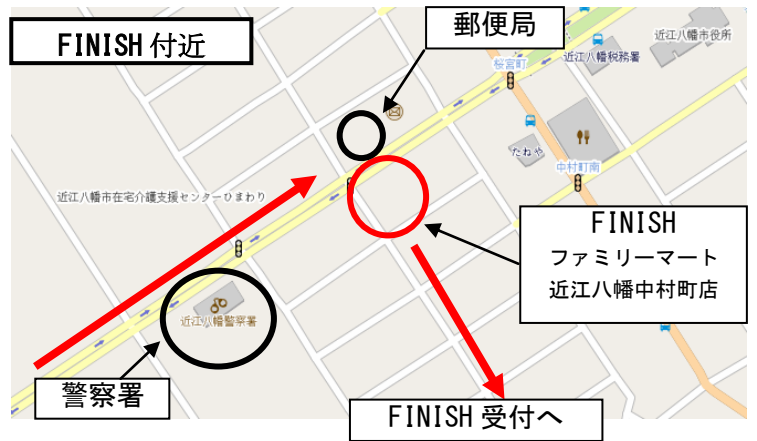 FINISH 付近
郵便局
近江八幡市役所
桜宮町
近江八幡税務署
たねや
中村町南
近江八幡市在宅介護支援センターひまわり
FINISH
ファミリーマート
近江八幡中村町店
近江八幡警察署
警察署
FINISH 受付へ